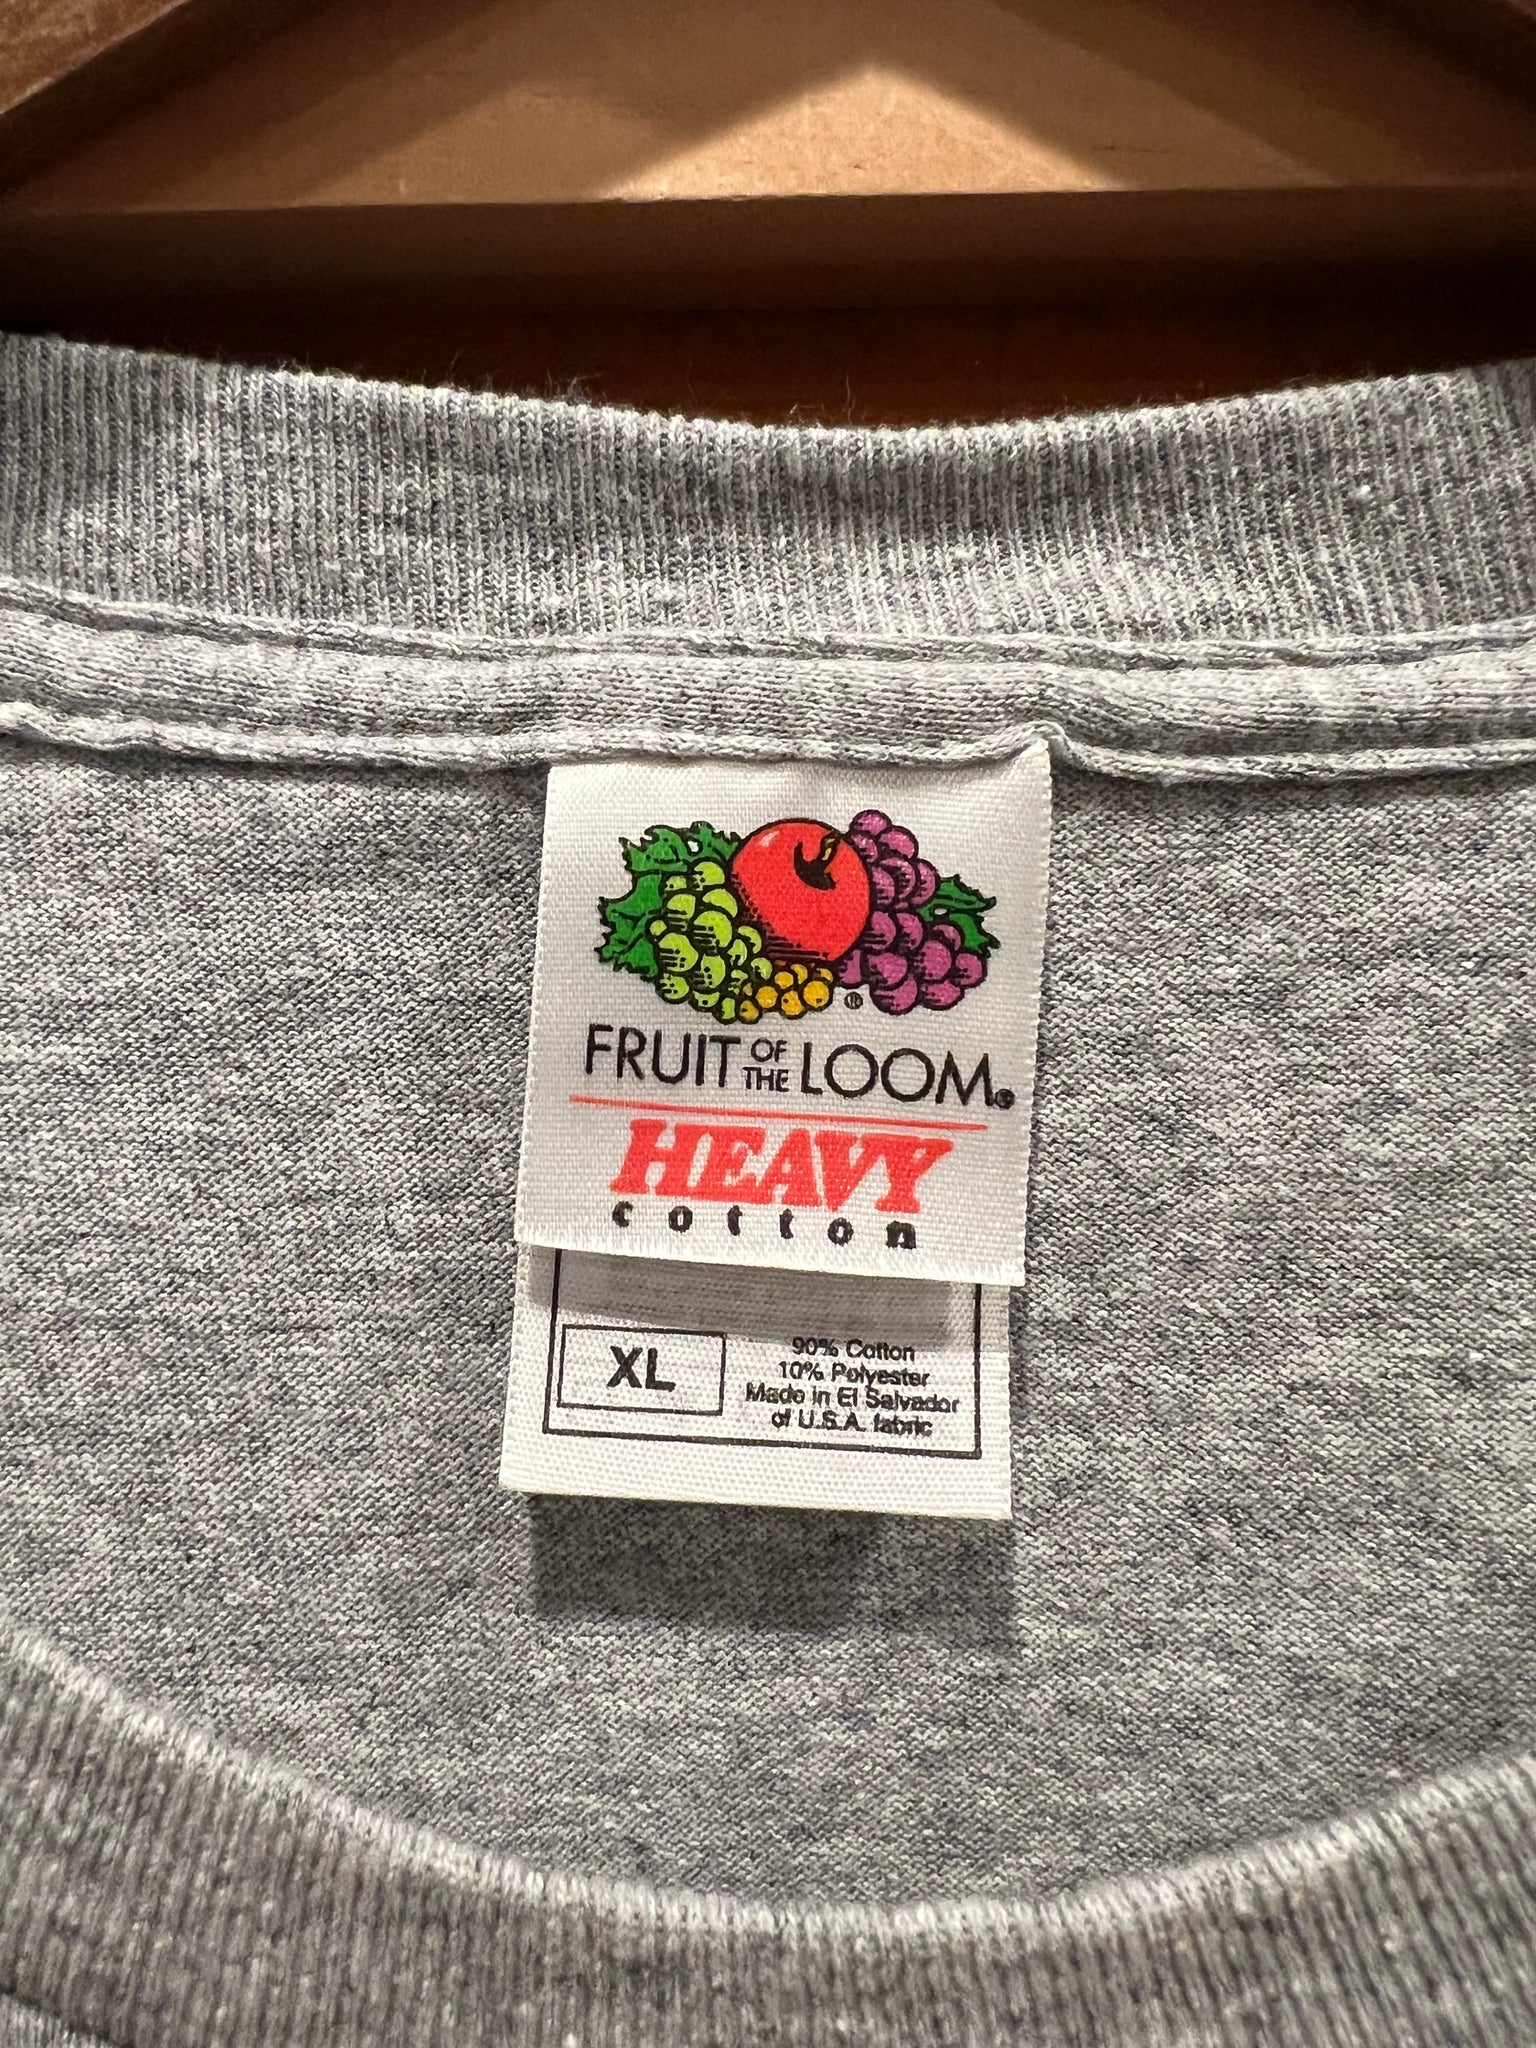 ®
FRUIT OF THE LOOM®
HEAVY
cotton
XL
90% Cotton
10% Polyester
Made in El Salvador
of U.S.A. fabric